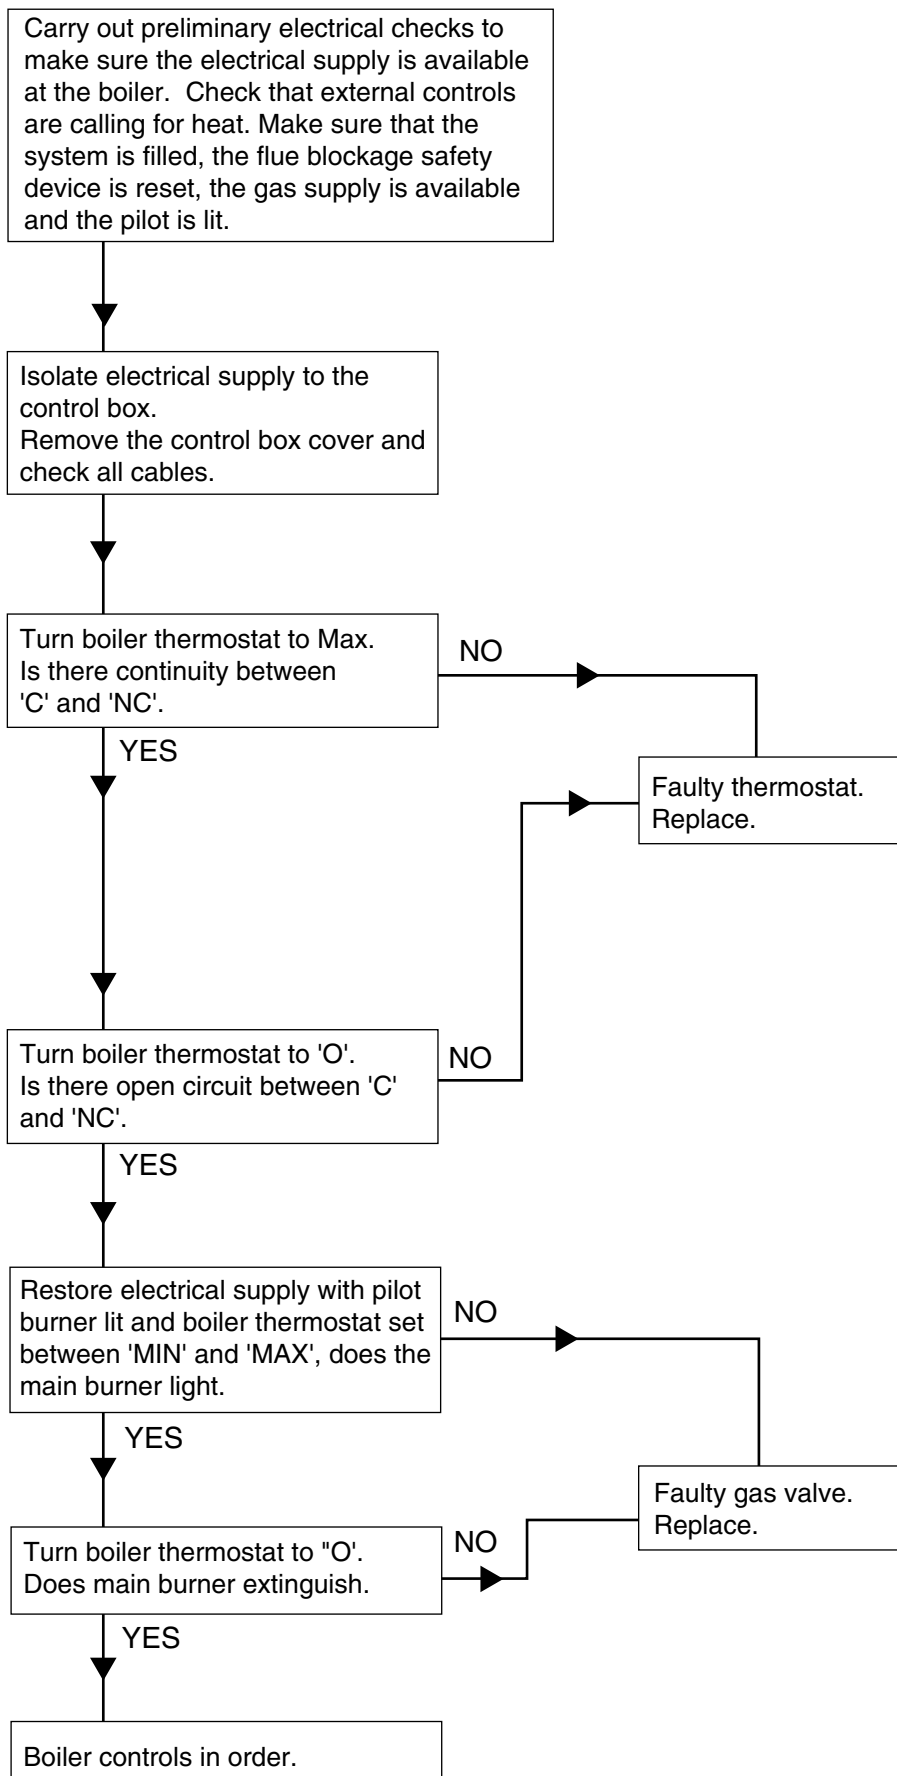 Carry out preliminary electrical checks to
make sure the electrical supply is available
at the boiler.  Check that external controls
are calling for heat. Make sure that the
system is filled, the flue blockage safety
device is reset, the gas supply is available
and the pilot is lit.
Isolate electrical supply to the
control box.
Remove the control box cover and
check all cables.
Turn boiler thermostat to Max.
Is there continuity between
'C' and 'NC'.
NO
YES
Faulty thermostat.
Replace.
Turn boiler thermostat to 'O'.
Is there open circuit between 'C'
and 'NC'.
NO
YES
Restore electrical supply with pilot
burner lit and boiler thermostat set
between 'MIN' and 'MAX', does the
main burner light.
NO
YES
Faulty gas valve.
Replace.
Turn boiler thermostat to "O'.
Does main burner extinguish.
NO
YES
Boiler controls in order.